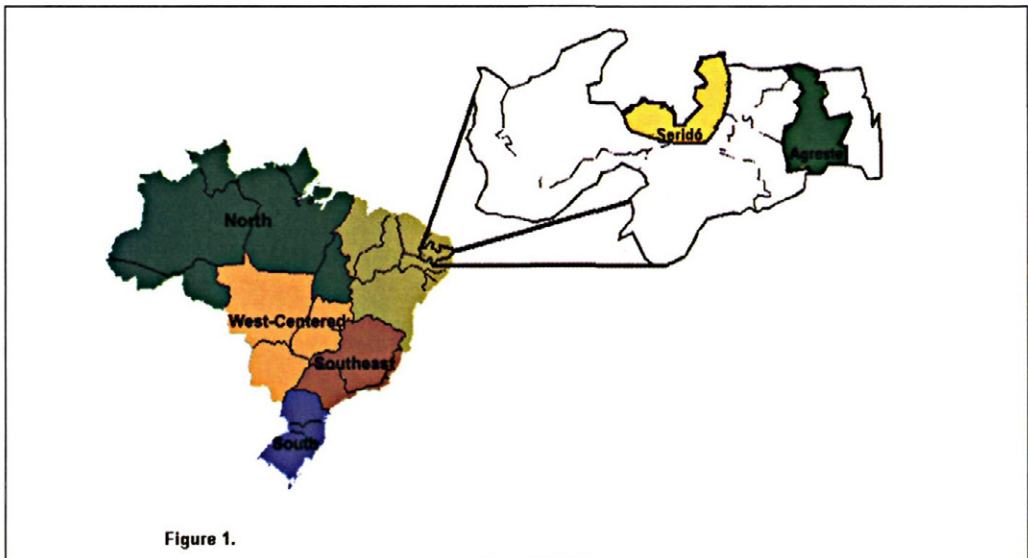 Seridó
Agreste
North
West-Centered
Southeast
South
Figure 1.